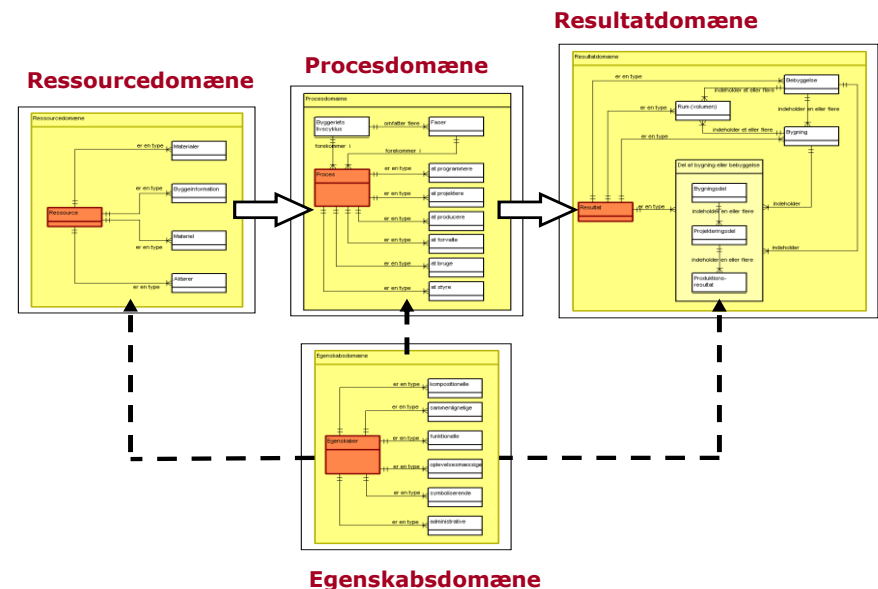 Resultatdomæne
Procesdomæne
Ressourcedomæne
Ressourcedomæne
er en type
Materialer
er en type
Byggeinformation
Ressource
Materiel
er en type
Aktører
er en type
Procesdomæne
Byggeriets
livscyklus
omfatter flere
Faser
forekommer i
forekommer i
Proces
er en type
at programmere
er en type
at projektere
er en type
at producere
er en type
at forvalte
er en type
at bruge
er en type
at styre
Resultatdomæne
er en type
Bebyggelse
indeholder et eller flere
er en type
Rum (volumen)
indeholder en eller flere
indeholder et eller flere
er en type
Bygning
Del af bygning eller bebyggelse
Bygningsdel
Resultat
er en type
indeholder en eller flere
indeholder
Projekteringsdel
indeholder
indeholder en eller flere
Produktions-
resultat
Egenskabsdomæne
er en type
kompositionelle
er en type
sammenlignelige
Egenskaber
er en type
funktionelle
er en type
oplevelsesmæssige
er en type
symboliserende
er en type
administrative
Egenskabsdomæne